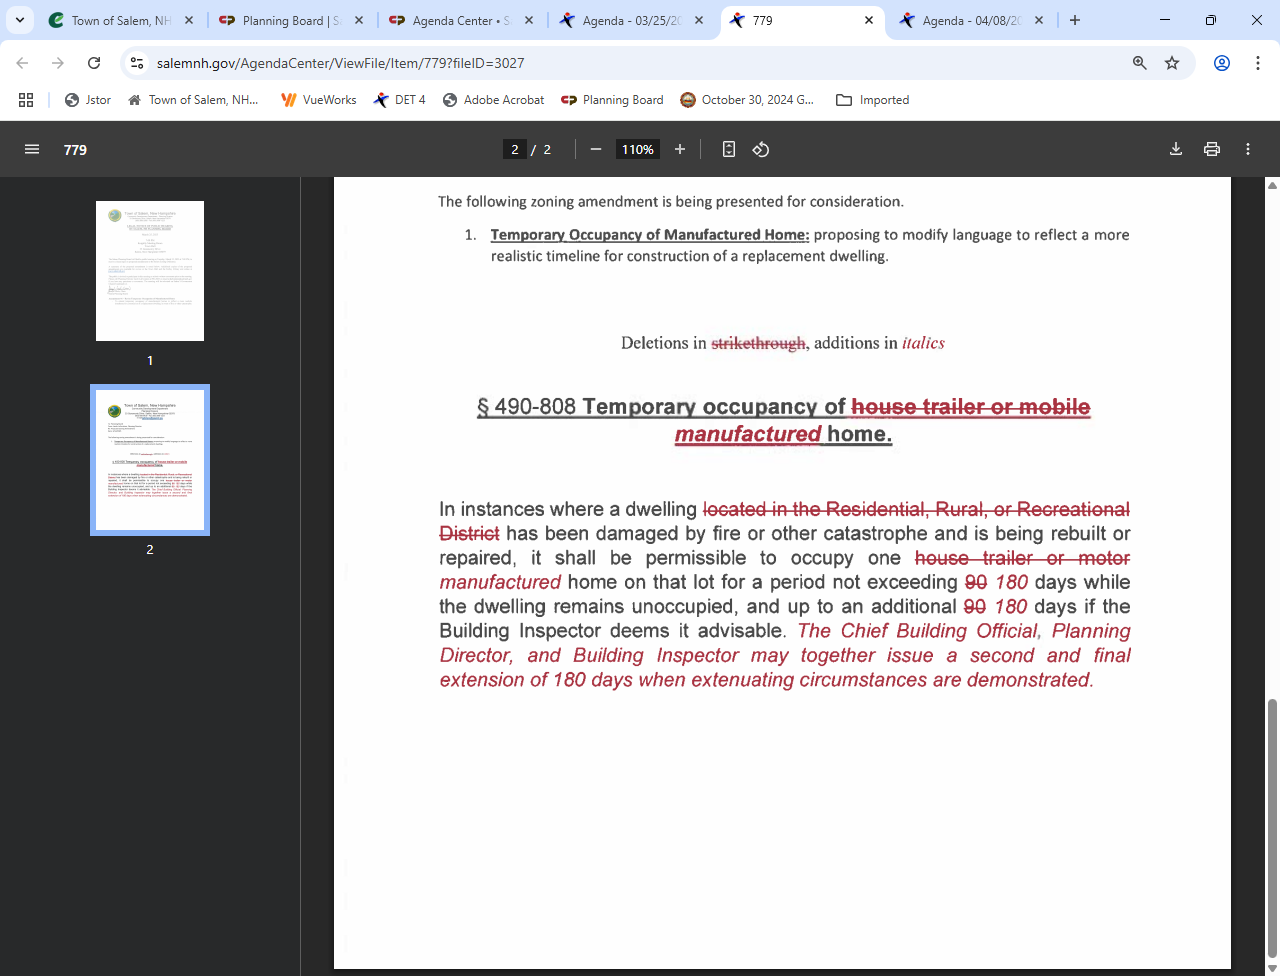 Town of Salem, NH
Planning Board | S
Agenda Center • S
Agenda - 03/25/20
779
Agenda - 04/08/20
salemnh.gov/AgendaCenter/ViewFile/Item/779?fileID=3027
Jstor
Town of Salem, NH...
VueWorks
DET 4
Adobe Acrobat
Planning Board
October 30, 2024 G...
Imported
779
2 / 2
110%
1
2
The following zoning amendment is being presented for consideration.
1. Temporary Occupancy of Manufactured Home: proposing to modify language to reflect a more
realistic timeline for construction of a replacement dwelling.
Deletions in strikethrough, additions in italics
§ 490-808 Temporary occupancy of house trailer or mobile
manufactured home.
In instances where a dwelling located in the Residential, Rural, or Recreational
District has been damaged by fire or other catastrophe and is being rebuilt or
repaired, it shall be permissible to occupy one house trailer or motor
manufactured home on that lot for a period not exceeding 90 180 days while
the dwelling remains unoccupied, and up to an additional 90 180 days if the
Building Inspector deems it advisable. The Chief Building Official, Planning
Director, and Building Inspector may together issue a second and final
extension of 180 days when extenuating circumstances are demonstrated.